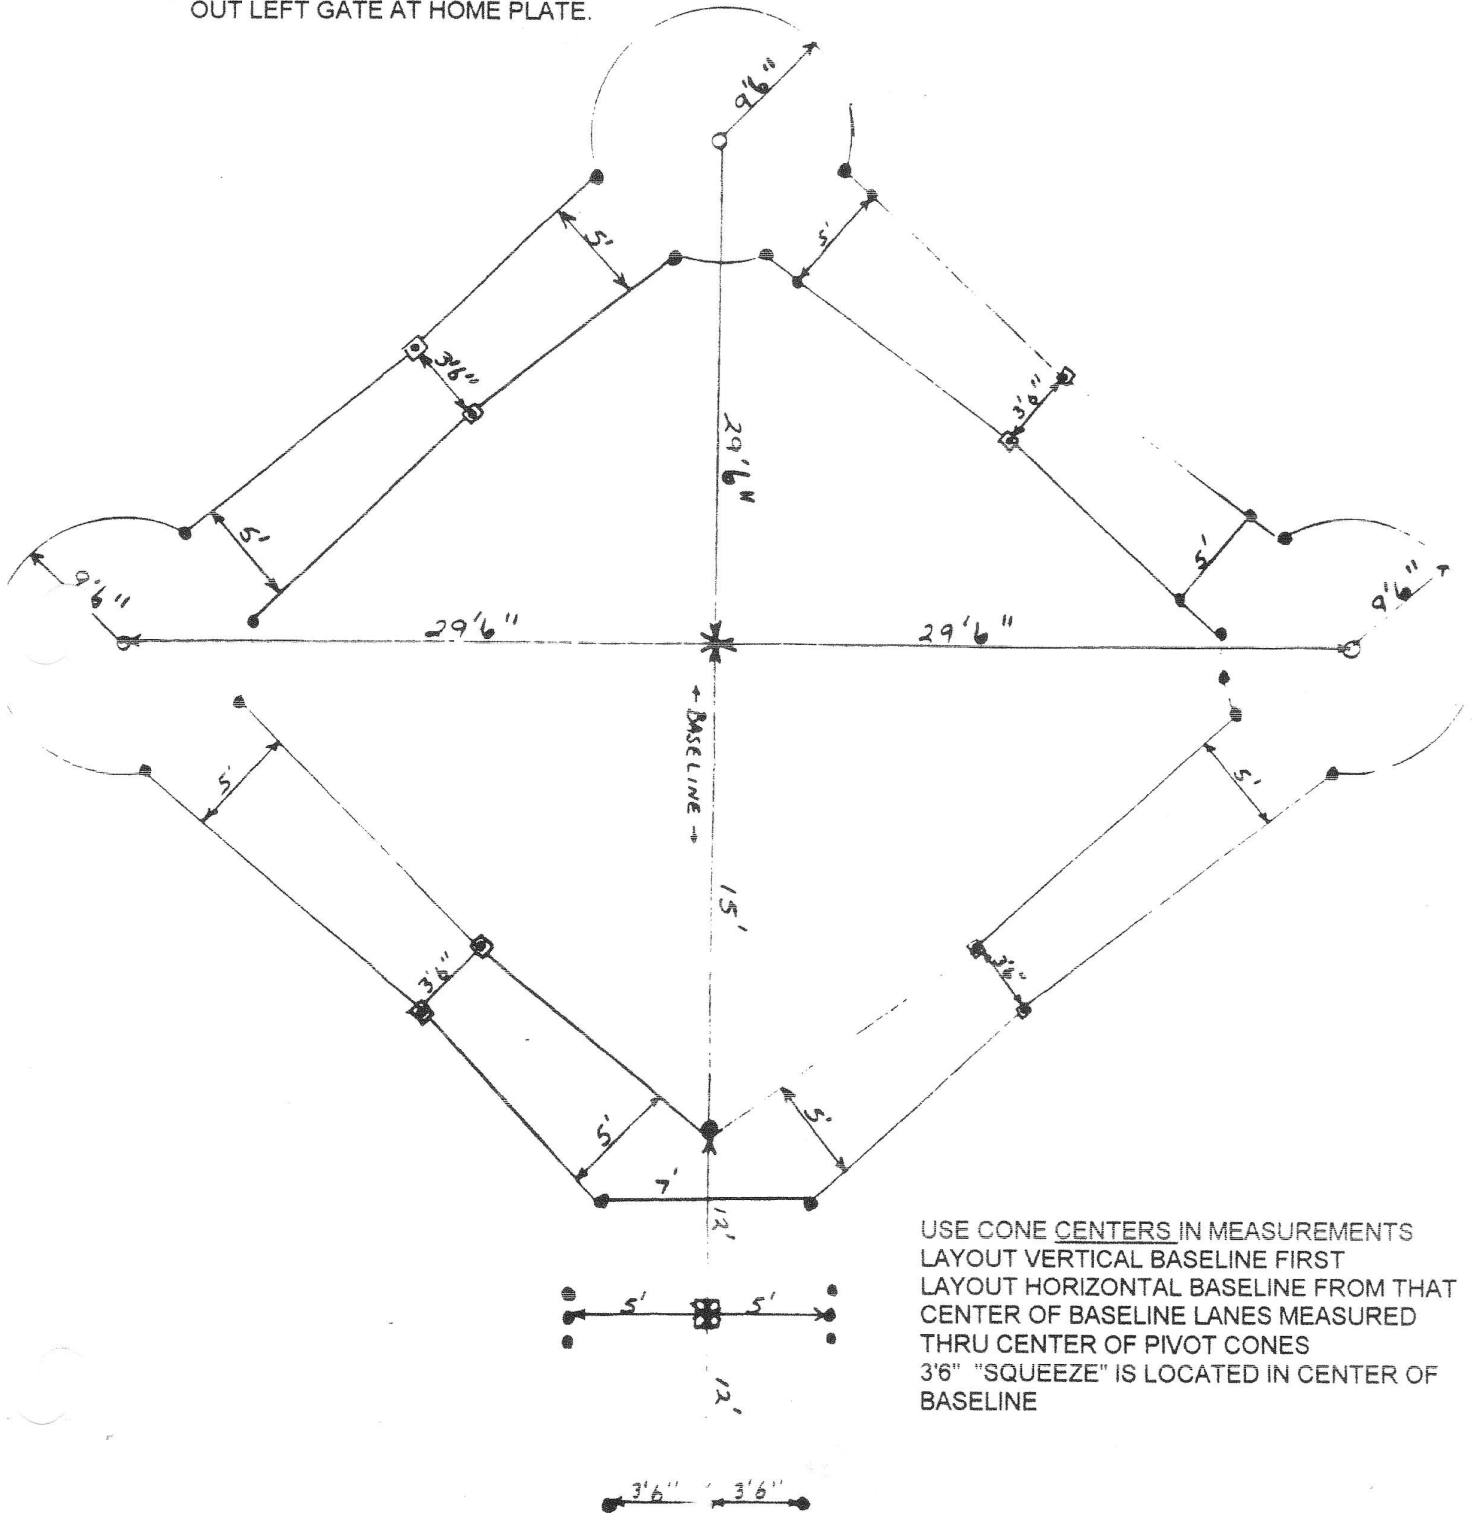 OUT LEFT GATE AT HOME PLATE.
9'6"
5'
5'
3'6"
3'6"
29'6"
5'
5'
9'6"
9'6"
29'6"
29'6"
← BASELINE →
5'
5'
15'
3'6"
3'6"
5'
5'
7'
12'
USE CONE CENTERS IN MEASUREMENTS
LAYOUT VERTICAL BASELINE FIRST
LAYOUT HORIZONTAL BASELINE FROM THAT
CENTER OF BASELINE LANES MEASURED
THRU CENTER OF PIVOT CONES
3'6" "SQUEEZE" IS LOCATED IN CENTER OF
BASELINE
5' 5'
12'
3'6" 3'6"